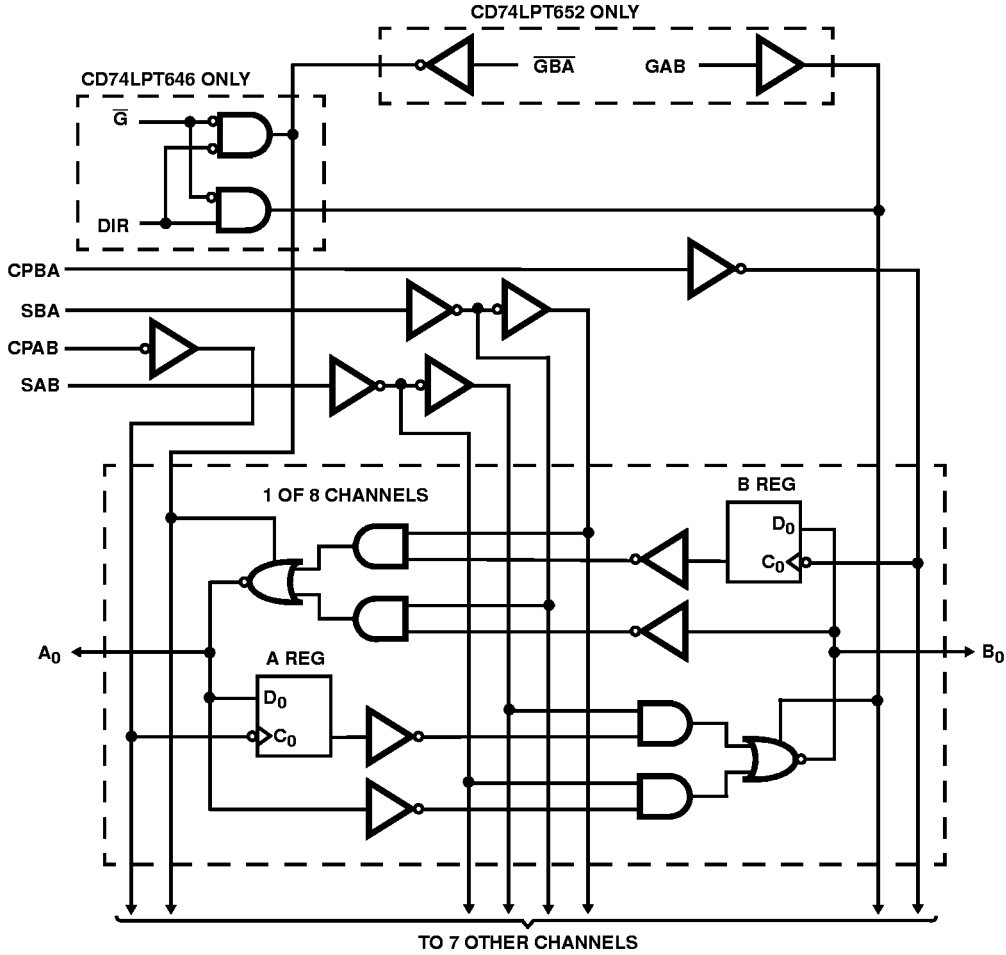 CD74LPT652 ONLY
G̅B̅A̅
GAB
CD74LPT646 ONLY
G̅
DIR
CPBA
SBA
CPAB
SAB
1 OF 8 CHANNELS
B REG
D₀
C₀
A₀
B₀
A REG
D₀
C₀
TO 7 OTHER CHANNELS